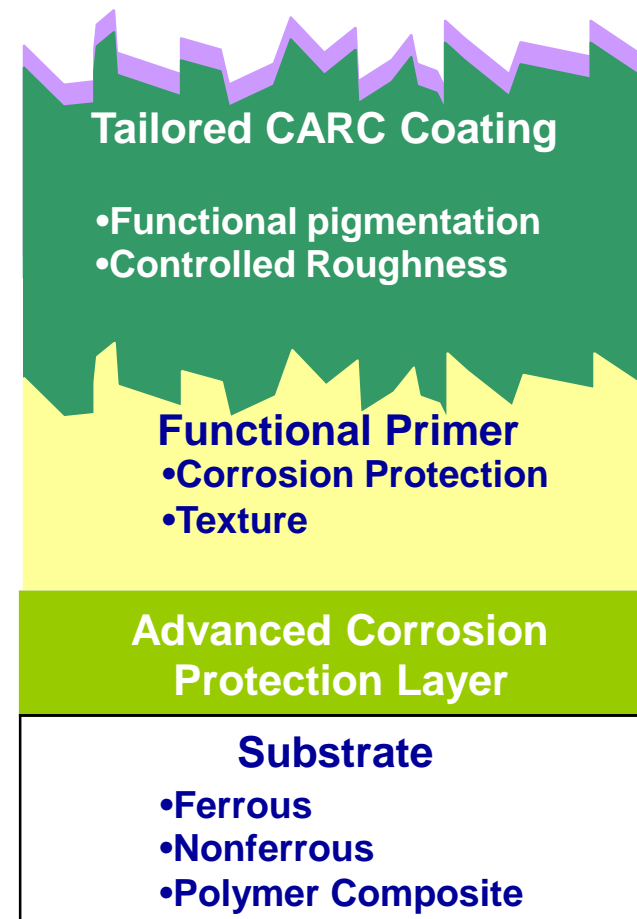 Tailored CARC Coating
•Functional pigmentation
•Controlled Roughness
Functional Primer
•Corrosion Protection
•Texture
Advanced Corrosion
Protection Layer
Substrate
•Ferrous
•Nonferrous
•Polymer Composite